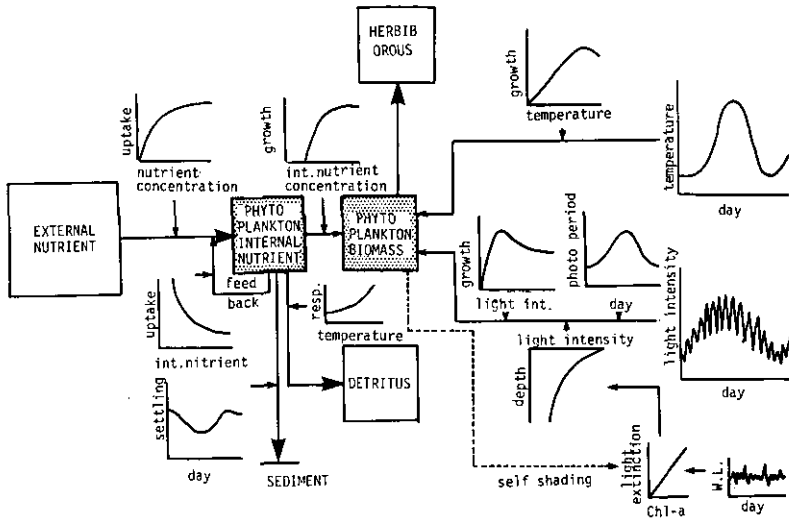 HERBIB
OROUS
growth
temperature
temperature
day
uptake
nutrient
concentration
growth
int.nutrient
concentration
EXTERNAL
NUTRIENT
PHYTO
PLANKTON
INTERNAL
NUTRIENT
PHYTO
PLANKTON
BIOMASS
feed
back
uptake
int.nitrient
resp.
temperature
growth
light int.
photo period
day
light intensity
day
light intensity
depth
settling
day
SEDIMENT
DETRITUS
self shading
light
extinction
Chl-a
W.L.
day